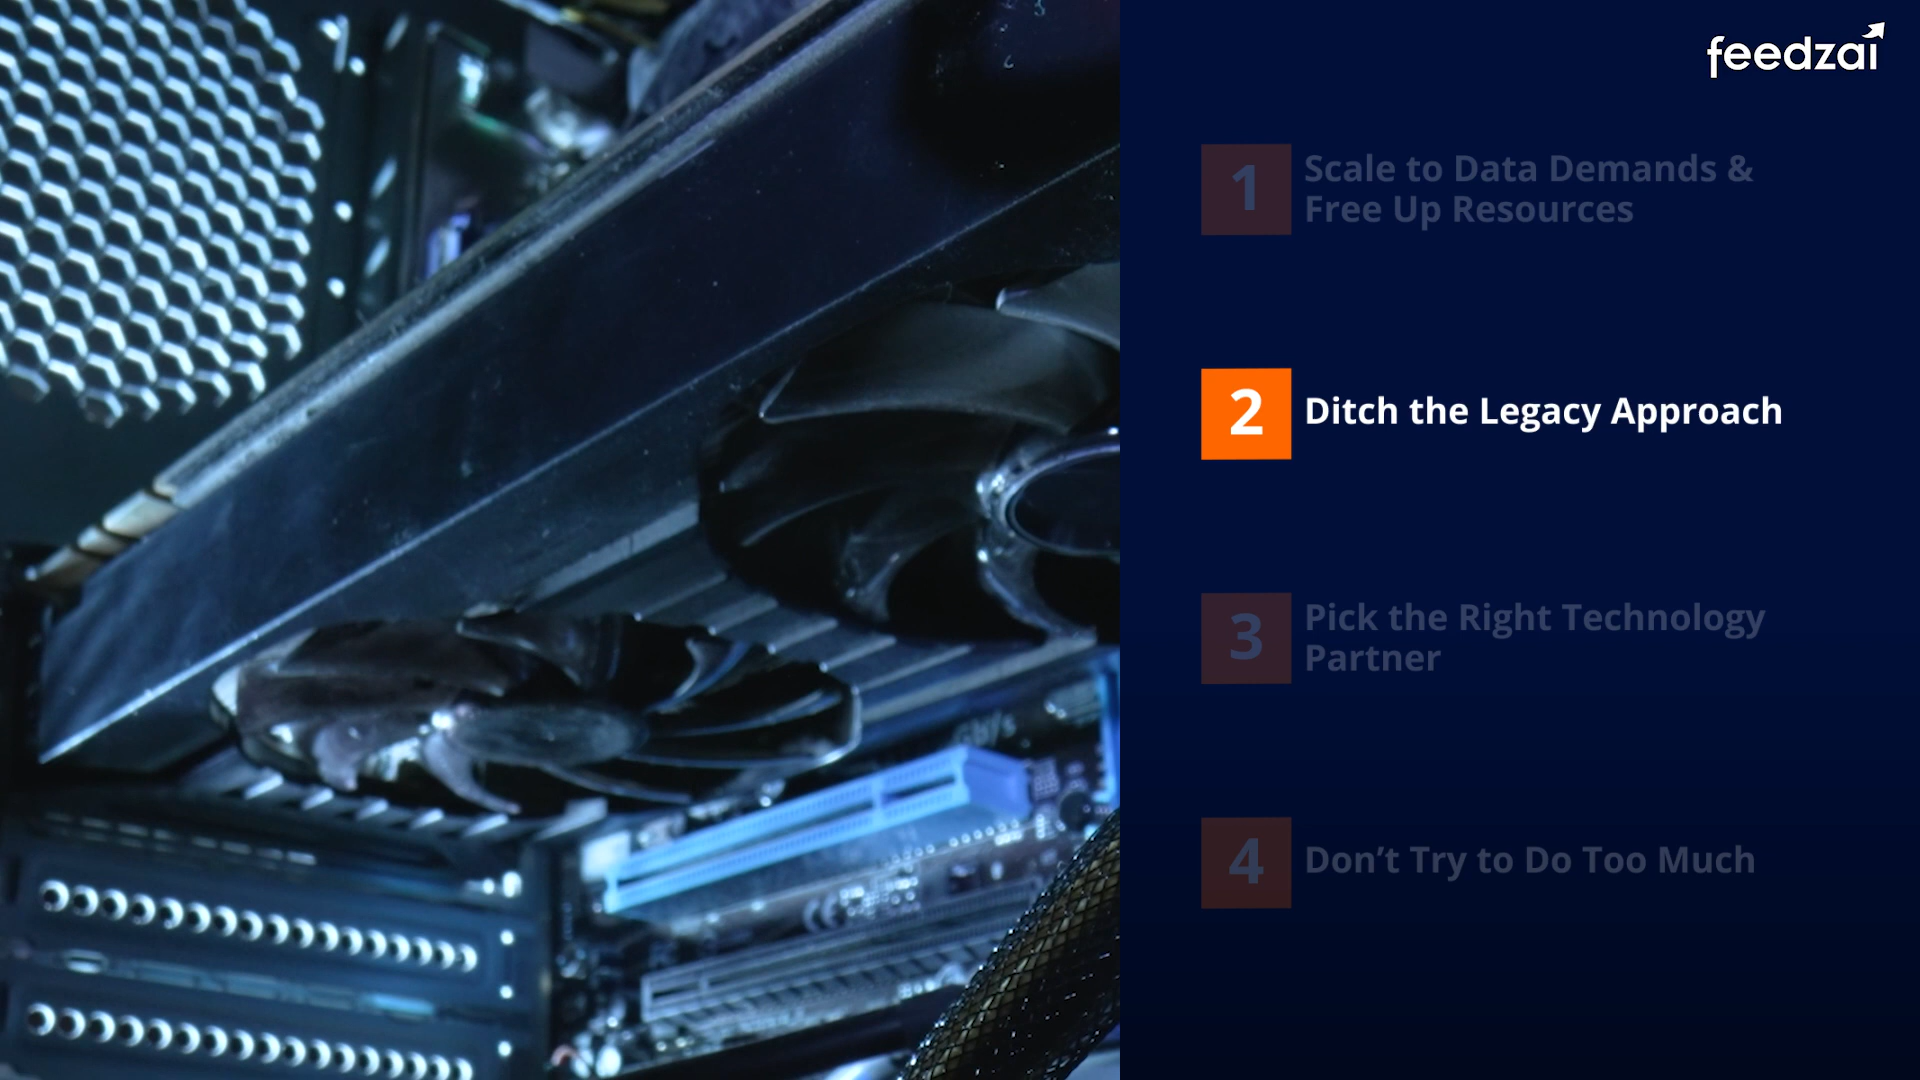 feedzai
1
Scale to Data Demands &
Free Up Resources
2
Ditch the Legacy Approach
3
Pick the Right Technology
Partner
4
Don’t Try to Do Too Much